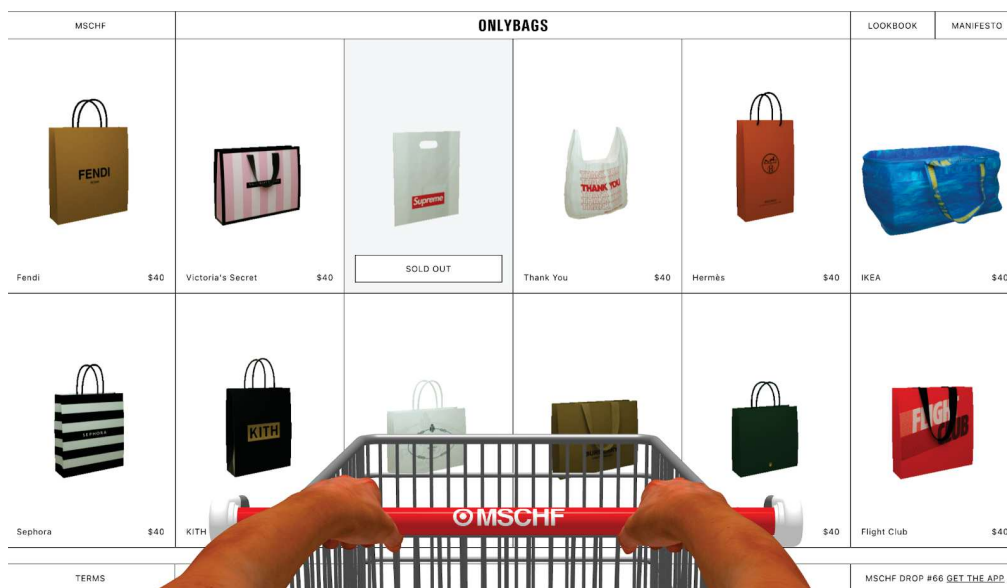 MSCHF
ONLYBAGS
LOOKBOOK
MANIFESTO
FENDI
Supreme
THANK YOU
Fendi $40
Victoria's Secret $40
SOLD OUT
Thank You $40
Hermès $40
IKEA $40
SEPHORA
KITH
FLIGHT
CLUB
Sephora $40
KITH
$40
Flight Club $40
MSCHF
TERMS
MSCHF DROP #66 GET THE APP